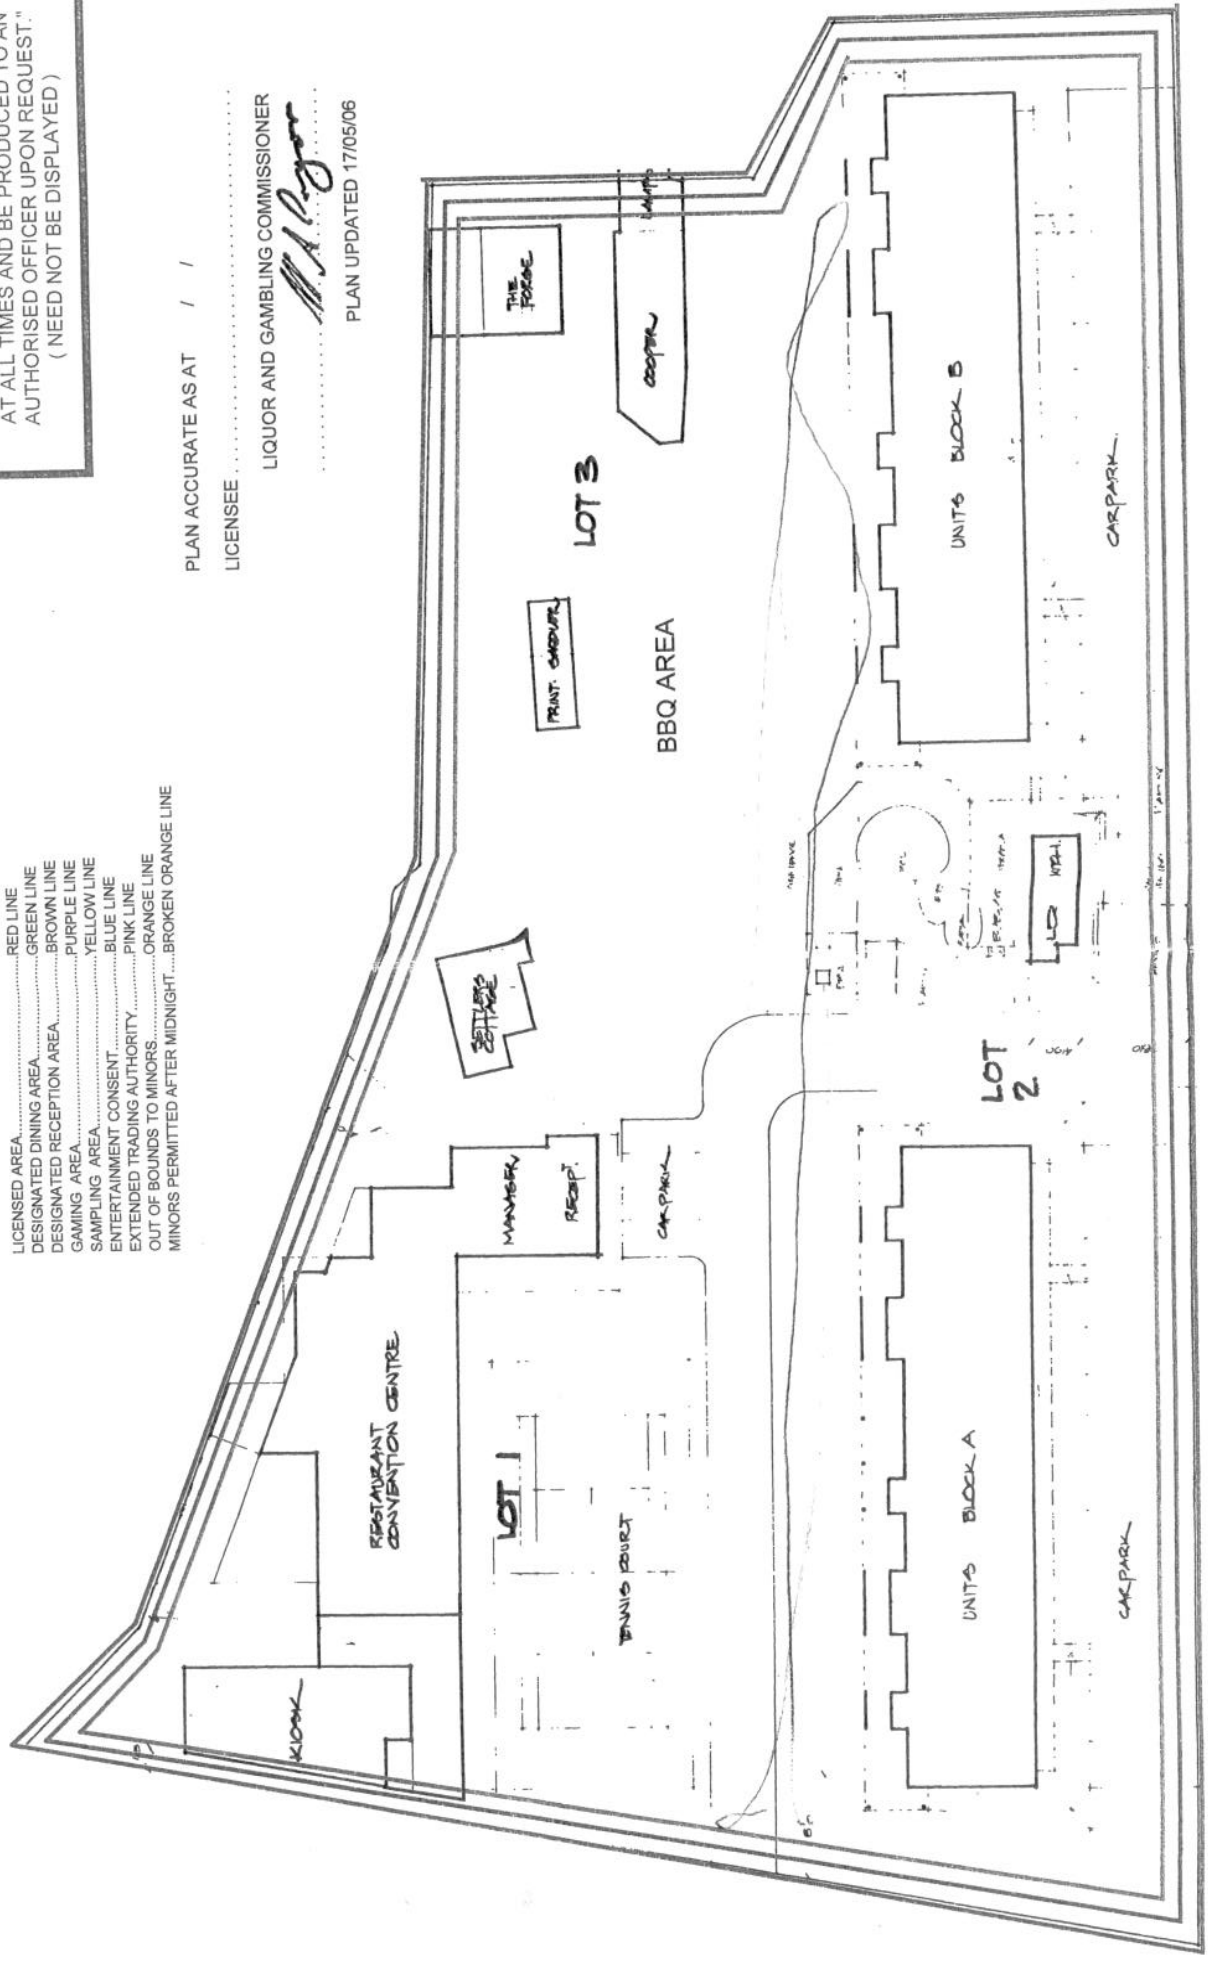 AT ALL TIMES AND BE PRODUCED TO AN
AUTHORISED OFFICER UPON REQUEST."
( NEED NOT BE DISPLAYED )
LICENSED AREA..............................RED LINE
DESIGNATED DINING AREA..................GREEN LINE
DESIGNATED RECEPTION AREA............BROWN LINE
GAMING AREA..............................PURPLE LINE
SAMPLING AREA............................YELLOW LINE
ENTERTAINMENT CONSENT................BLUE LINE
EXTENDED TRADING AUTHORITY..........PINK LINE
OUT OF BOUNDS TO MINORS...............ORANGE LINE
MINORS PERMITTED AFTER MIDNIGHT....BROKEN ORANGE LINE
PLAN ACCURATE AS AT / /
LICENSEE
LIQUOR AND GAMBLING COMMISSIONER
PLAN UPDATED 17/05/06
KIOSK
RESTAURANT
CONVENTION CENTRE
MANAGER
RECEPT.
SETTLERS
COTTAGE
PRINT.
THE
FORGE
COOPER
LOT 1
LOT 3
TENNIS COURT
CARPARK
BBQ AREA
LOT
2
UNITS BLOCK A
UNITS BLOCK B
CARPARK
CARPARK